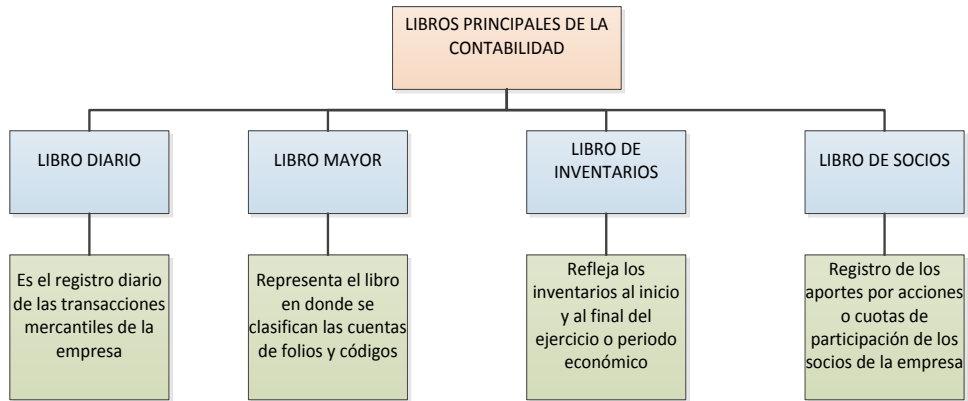 LIBROS PRINCIPALES DE LA
CONTABILIDAD
LIBRO DIARIO
LIBRO MAYOR
LIBRO DE
INVENTARIOS
LIBRO DE SOCIOS
Es el registro diario
de las transacciones
mercantiles de la
empresa
Representa el libro
en donde se
clasifican las cuentas
de folios y códigos
Refleja los
inventarios al inicio
y al final del
ejercicio o periodo
económico
Registro de los
aportes por acciones
o cuotas de
participación de los
socios de la empresa